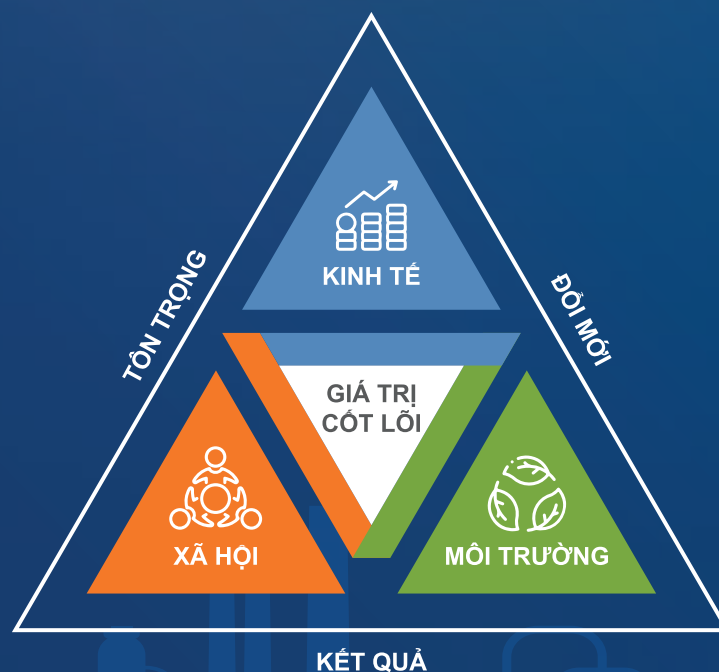 KINH TẾ
TÔN TRỌNG
ĐỔI MỚI
GIÁ TRỊ
CỐT LÕI
XÃ HỘI
MÔI TRƯỜNG
KẾT QUẢ